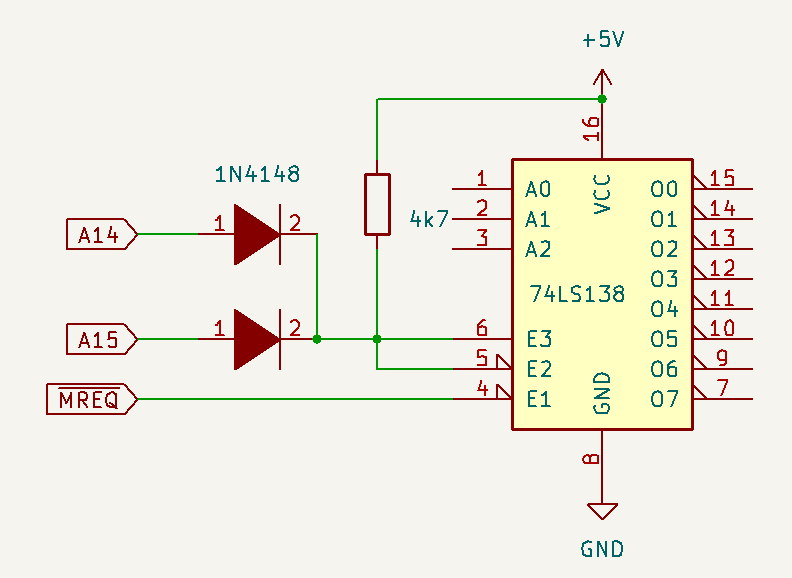 +5V
16
1N4148
1
A0
VCC
O0
15
A14
1
2
4k7
2
A1
O1
14
3
A2
O2
13
O3
12
74LS138
O4
11
A15
1
2
6
E3
O5
10
5
E2
O6
9
MREQ
4
E1
GND
O7
7
8
GND